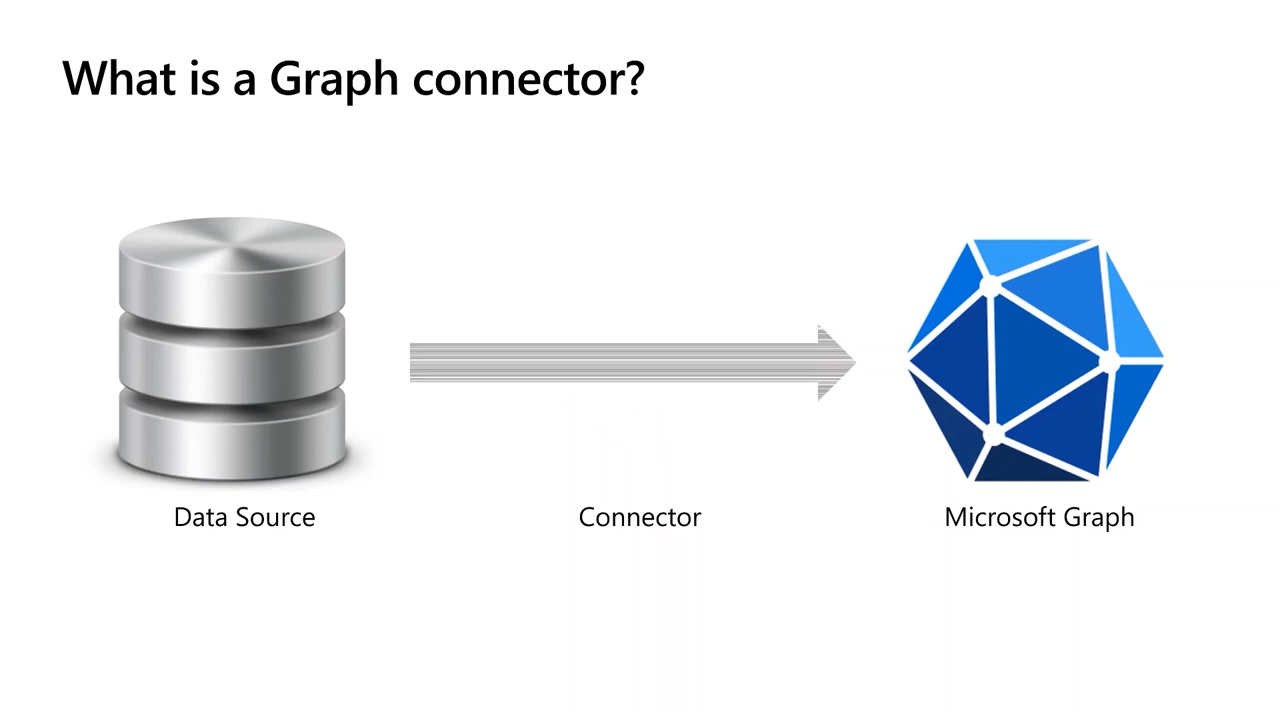 What is a Graph connector?
Data Source
Connector
Microsoft Graph